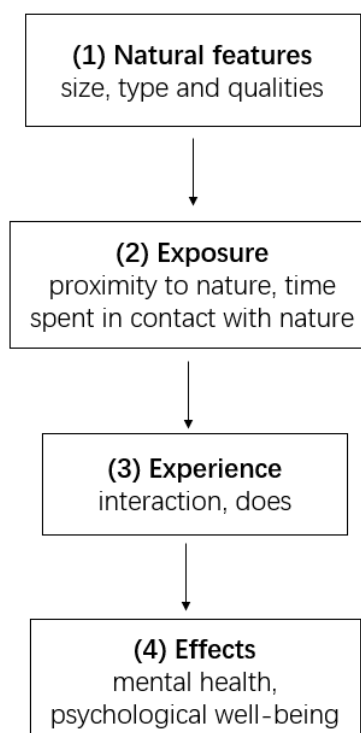 (1) Natural features
size, type and qualities
(2) Exposure
proximity to nature, time
spent in contact with nature
(3) Experience
interaction, does
(4) Effects
mental health,
psychological well-being